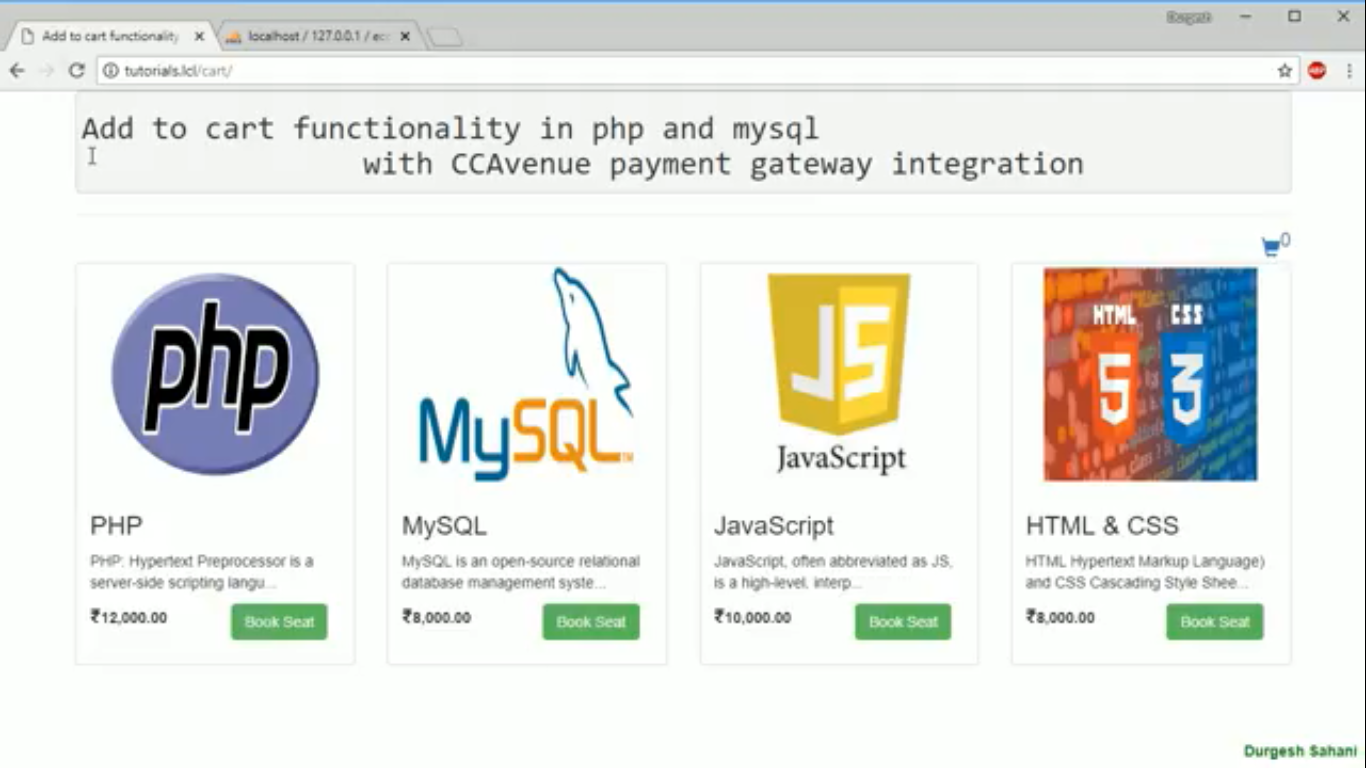 Add to cart functionality
localhost / 127.0.0.1 / ec
tutorials.lcl/cart/
Add to cart functionality in php and mysql
with CCAvenue payment gateway integration
0
php
MySQL
TM
JS
JavaScript
HTML CSS
5 3
PHP
PHP: Hypertext Preprocessor is a
server-side scripting langu...
₹12,000.00 Book Seat
MySQL
MySQL is an open-source relational
database management syste...
₹8,000.00 Book Seat
JavaScript
JavaScript, often abbreviated as JS,
is a high-level, interp...
₹10,000.00 Book Seat
HTML & CSS
HTML Hypertext Markup Language)
and CSS Cascading Style Shee...
₹8,000.00 Book Seat
Durgesh Sahani